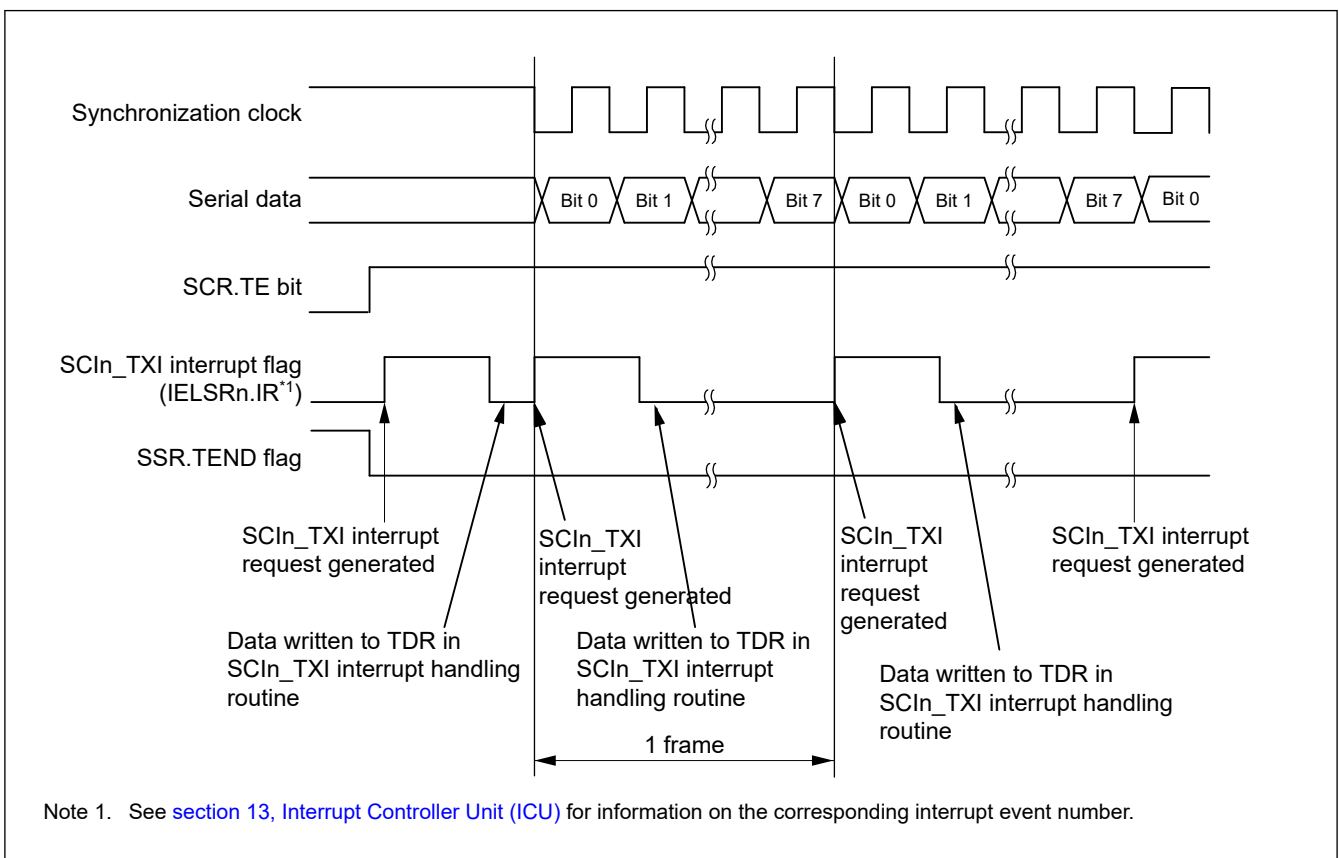 Synchronization clock
Serial data
Bit 0 Bit 1 Bit 7 Bit 0 Bit 1 Bit 7 Bit 0
SCR.TE bit
SCIn_TXI interrupt flag
(IELSRn.IR*1)
SSR.TEND flag
SCIn_TXI interrupt
request generated
SCIn_TXI
interrupt
request generated
SCIn_TXI
interrupt
request
generated
SCIn_TXI interrupt
request generated
Data written to TDR in
SCIn_TXI interrupt handling
routine
Data written to TDR in
SCIn_TXI interrupt
handling routine
Data written to TDR in
SCIn_TXI interrupt handling
routine
1 frame
Note 1. See section 13, Interrupt Controller Unit (ICU) for information on the corresponding interrupt event number.